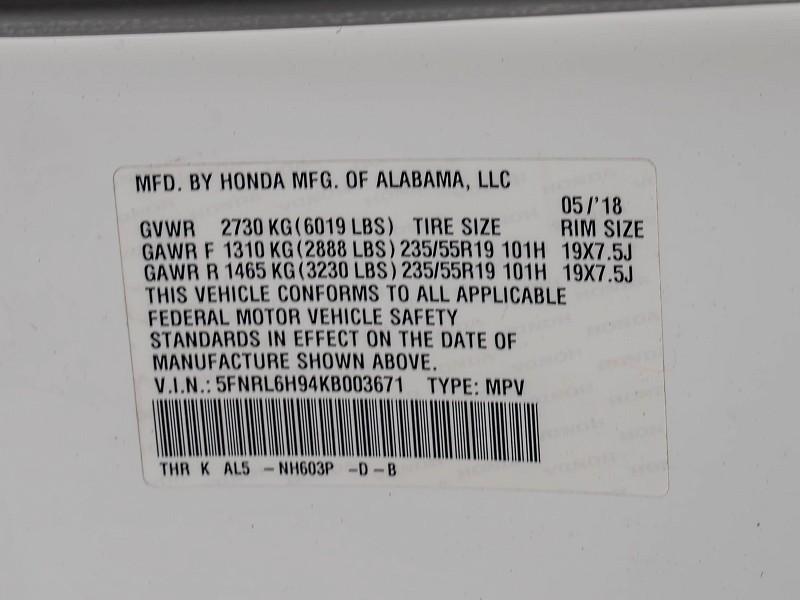 MFD. BY HONDA MFG. OF ALABAMA, LLC
05/'18
GVWR 2730 KG(6019 LBS) TIRE SIZE RIM SIZE
GAWR F 1310 KG(2888 LBS) 235/55R19 101H 19X7.5J
GAWR R 1465 KG(3230 LBS) 235/55R19 101H 19X7.5J
THIS VEHICLE CONFORMS TO ALL APPLICABLE
FEDERAL MOTOR VEHICLE SAFETY
STANDARDS IN EFFECT ON THE DATE OF
MANUFACTURE SHOWN ABOVE.
V.I.N.: 5FNRL6H94KB003671 TYPE: MPV
THR K AL5 -NH603P -D-B